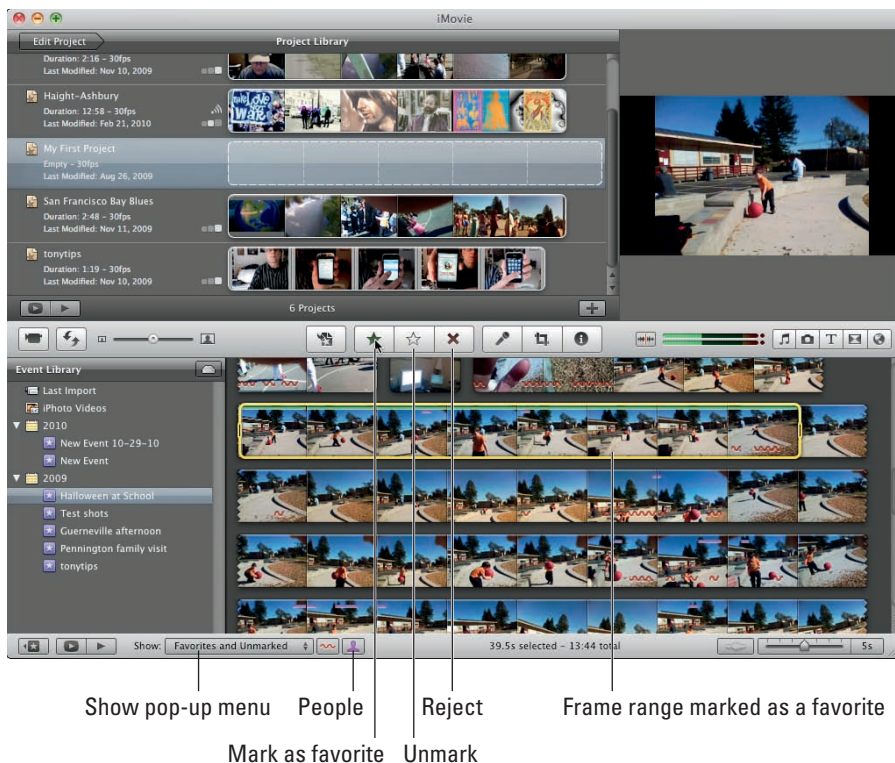 iMovie
Edit Project
Project Library
Duration: 2:16 – 30fps
Last Modified: Nov 10, 2009
Haight-Ashbury
Duration: 12:58 – 30fps
Last Modified: Feb 21, 2010
MAKE LOVE NOT WAR
My First Project
Empty – 30fps
Last Modified: Aug 26, 2009
San Francisco Bay Blues
Duration: 2:48 – 30fps
Last Modified: Nov 11, 2009
tonytips
Duration: 1:19 – 30fps
Last Modified: Nov 10, 2009
6 Projects
T
Event Library
Last Import
iPhoto Videos
2010
New Event 10-29-10
New Event
2009
Halloween at School
Test shots
Guerneville afternoon
Pennington family visit
tonytips
Show: Favorites and Unmarked
39.5s selected – 13:44 total
5s
Show pop-up menu
People
Reject
Frame range marked as a favorite
Mark as favorite
Unmark